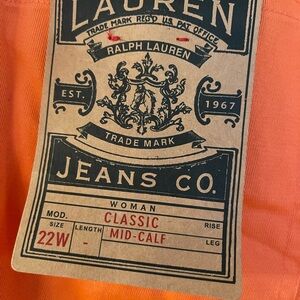 LAUREN
TRADE MARK REG'D U.S. PAT. OFFICE
RALPH LAUREN
EST. 1967
TRADE MARK
JEANS CO.
WOMAN
MOD. CLASSIC RISE
SIZE 22W LENGTH - MID-CALF LEG